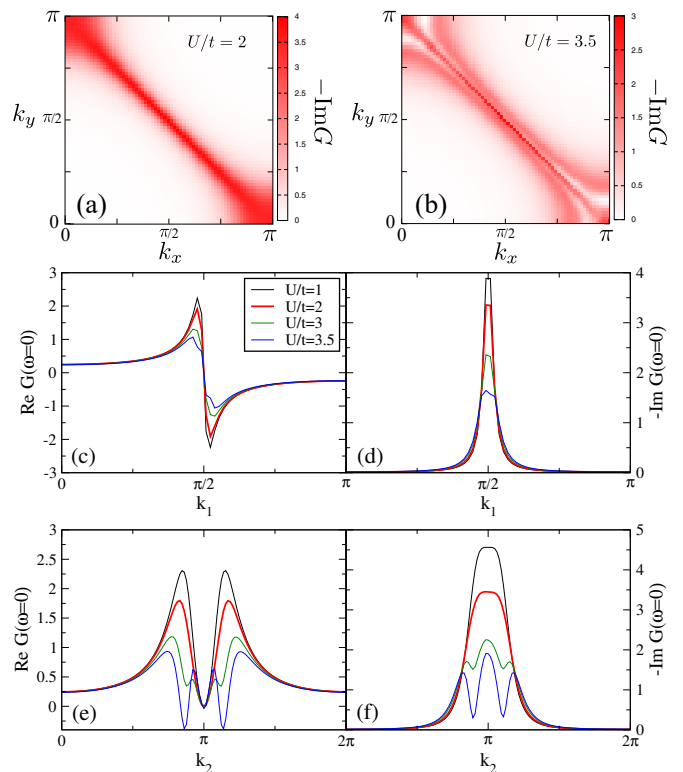 π
k_y π/2
0
U/t = 2
(a)
0 π/2 π
k_x
4
3.5
3
2.5
2
1.5
1
0.5
0
−ImG
π
k_y π/2
0
U/t = 3.5
(b)
0 π/2 π
k_x
3
2.5
2
1.5
1
0.5
0
−ImG
3
2
1
0
-1
-2
-3
Re G(ω=0)
U/t=1
U/t=2
U/t=3
U/t=3.5
(c)
0 π/2 π
k_1
4
3
2
1
0
-Im G(ω=0)
(d)
0 π/2 π
k_1
3
2.5
2
1.5
1
0.5
0
Re G(ω=0)
(e)
0 π 2π
k_2
5
4
3
2
1
0
-Im G(ω=0)
(f)
0 π 2π
k_2